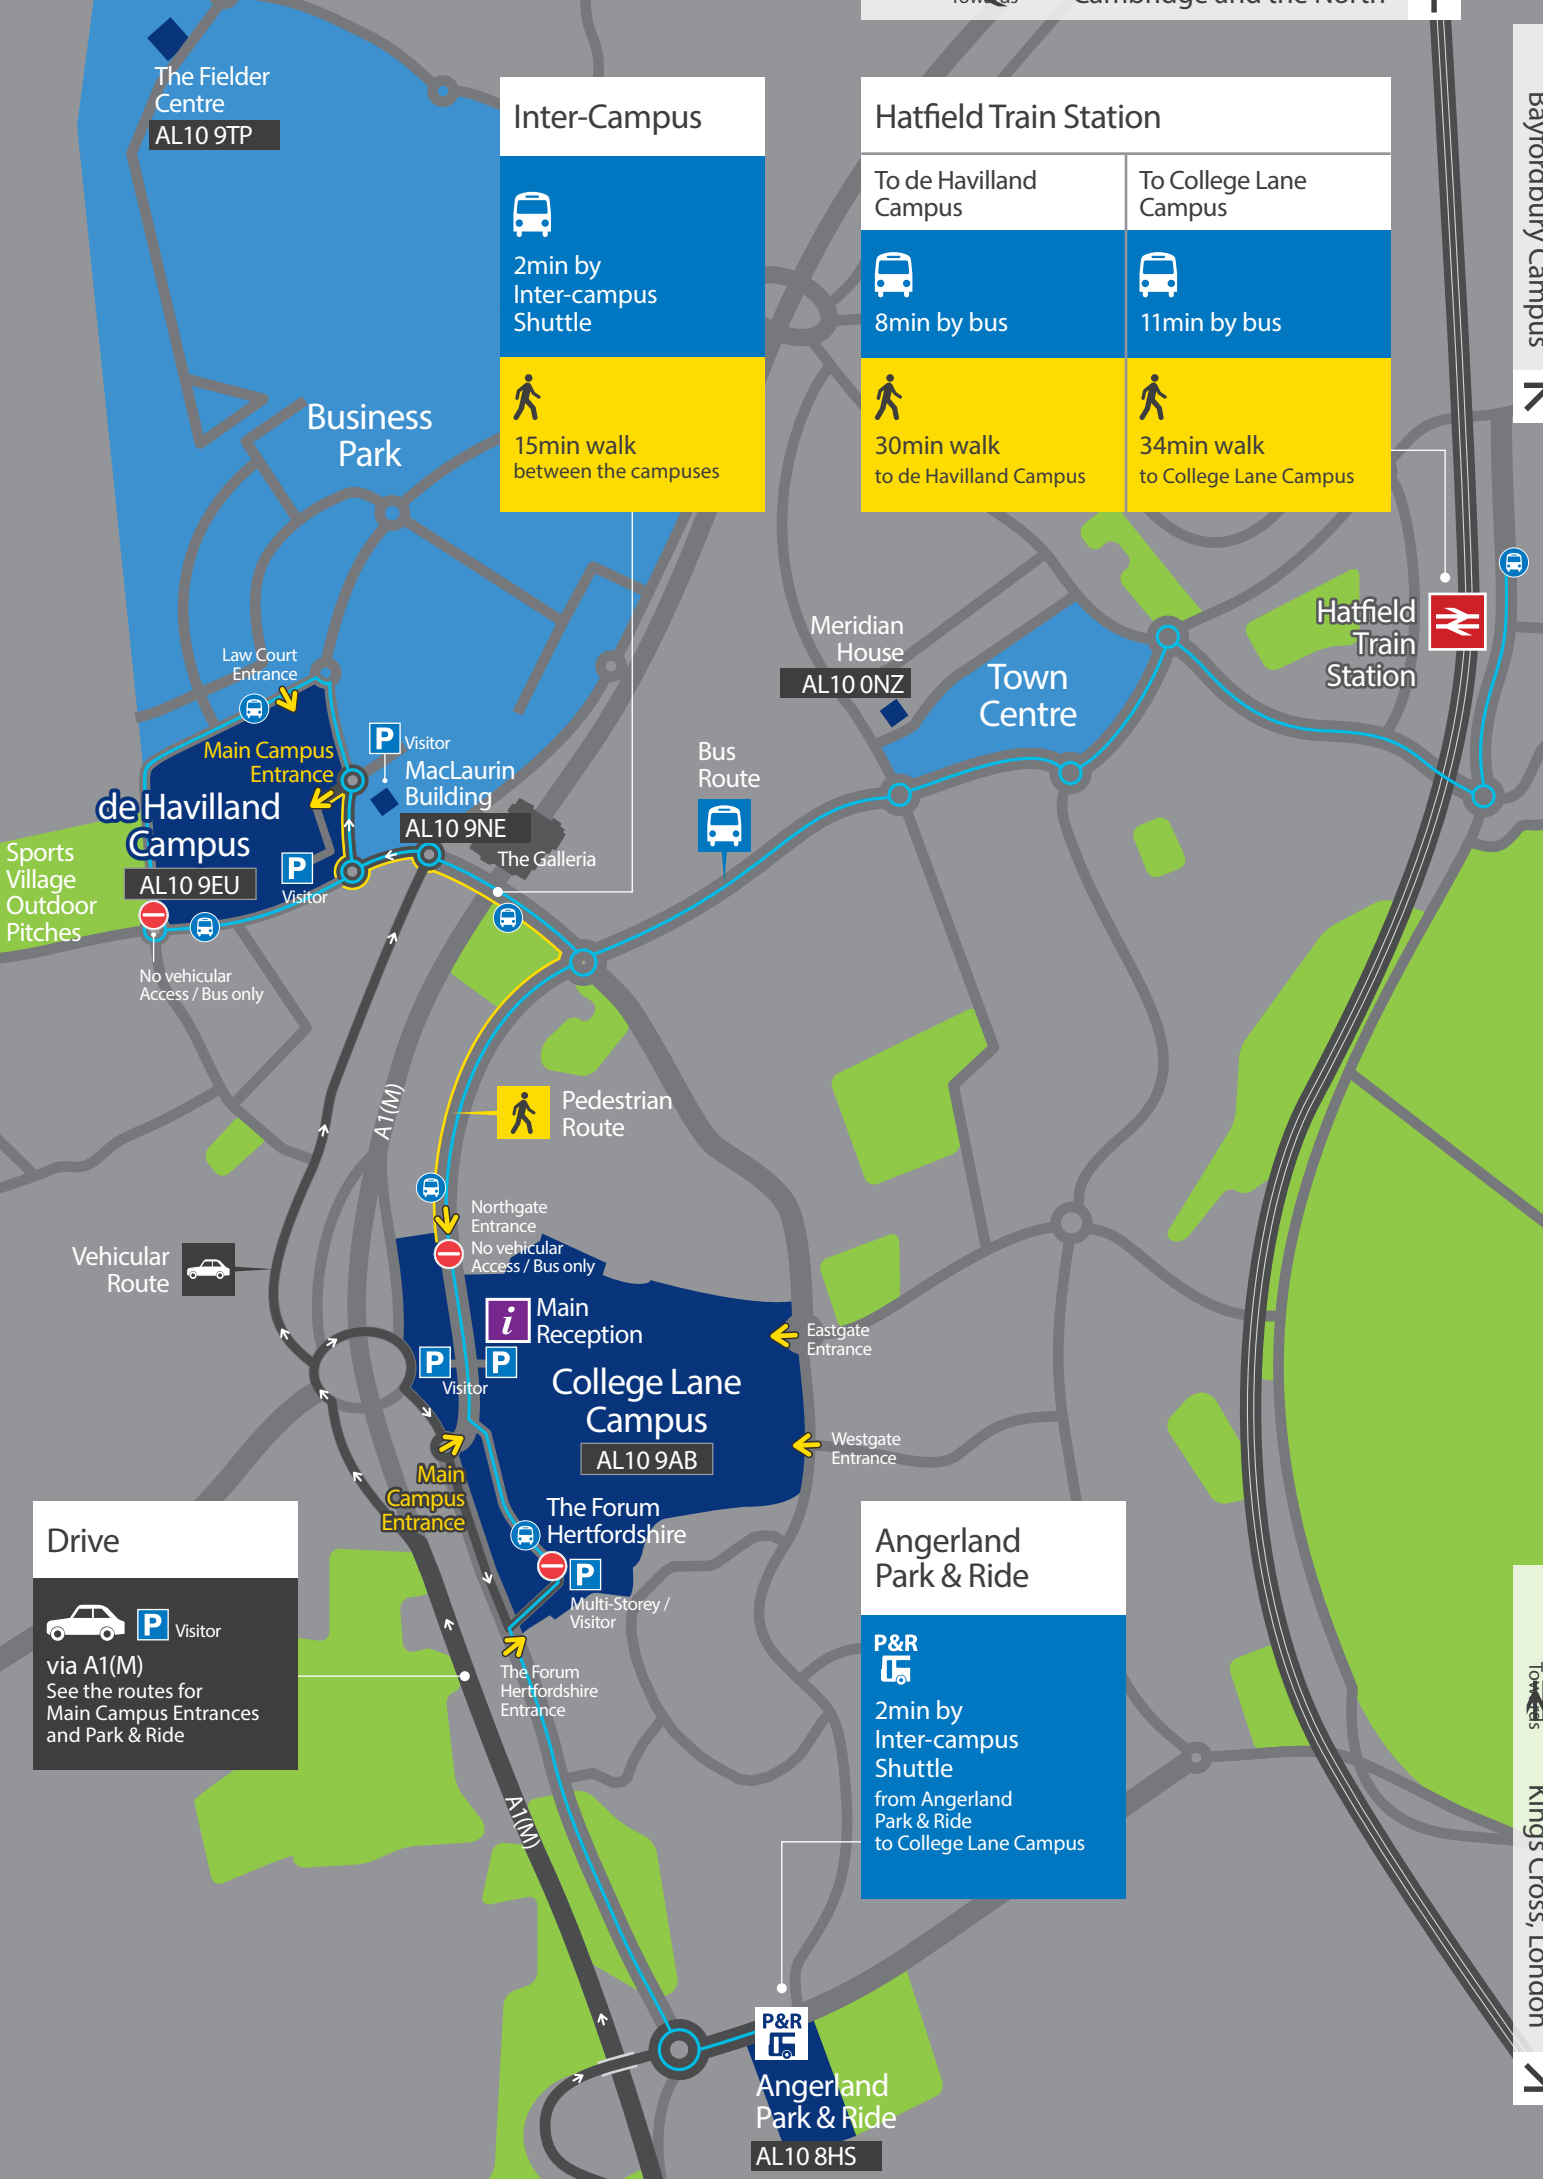 Towards
Cambridge and the North
The Fielder
Centre
AL10 9TP
Inter-Campus
2min by
Inter-campus
Shuttle
15min walk
between the campuses
Hatfield Train Station
To de Havilland
Campus
8min by bus
30min walk
to de Havilland Campus
To College Lane
Campus
11min by bus
34min walk
to College Lane Campus
Bayfordbury Campus
Business
Park
Meridian
House
AL10 0NZ
Town
Centre
Hatfield
Train
Station
Law Court
Entrance
Main Campus
Entrance
P Visitor
MacLaurin
Building
AL10 9NE
The Galleria
Bus
Route
de Havilland
Campus
AL10 9EU
P
Visitor
Sports
Village
Outdoor
Pitches
No vehicular
Access / Bus only
A1(M)
Pedestrian
Route
Northgate
Entrance
No vehicular
Access / Bus only
Vehicular
Route
i Main
Reception
P P
Visitor
College Lane
Campus
AL10 9AB
Eastgate
Entrance
Westgate
Entrance
Main
Campus
Entrance
The Forum
Hertfordshire
P
Multi-Storey /
Visitor
The Forum
Hertfordshire
Entrance
Drive
P Visitor
via A1(M)
See the routes for
Main Campus Entrances
and Park & Ride
A1(M)
Angerland
Park & Ride
P&R
2min by
Inter-campus
Shuttle
from Angerland
Park & Ride
to College Lane Campus
Towards
Kings Cross, London
P&R
Angerland
Park & Ride
AL10 8HS